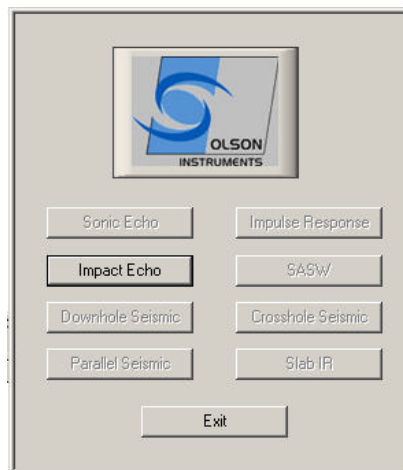 OLSON
INSTRUMENTS
Sonic Echo
Impulse Response
Impact Echo
SASW
Downhole Seismic
Crosshole Seismic
Parallel Seismic
Slab IR
Exit